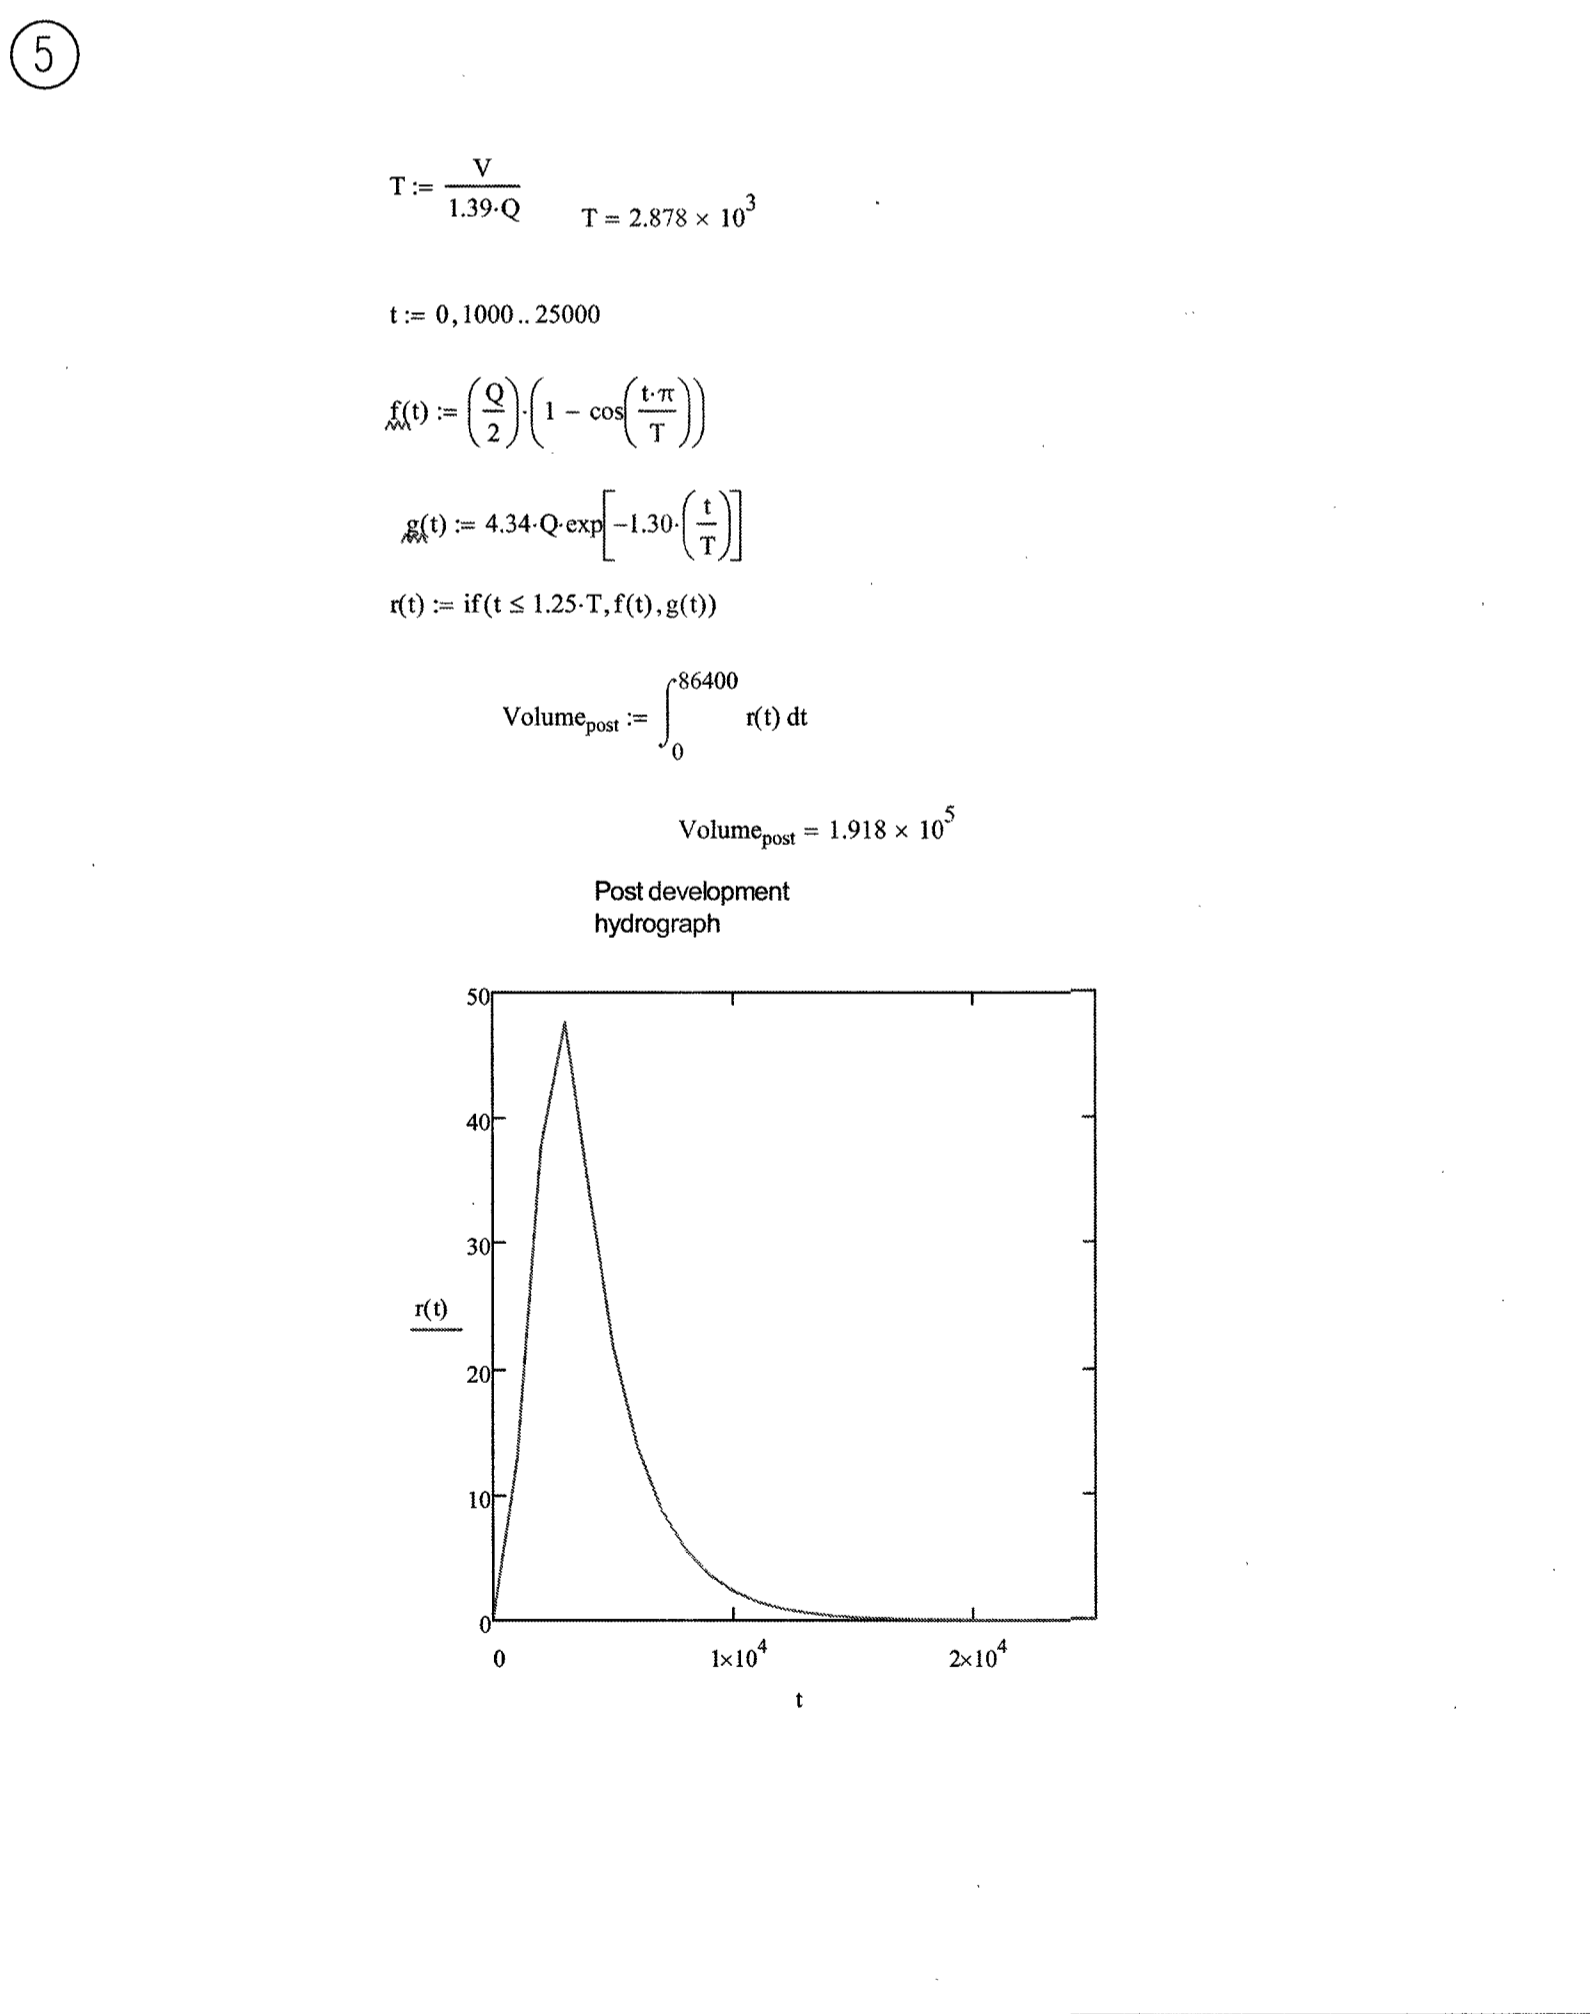 5
T := V / 1.39·Q    T = 2.878 × 10^3
t := 0, 1000 .. 25000
f(t) := (Q/2)·(1 − cos(t·π/T))
g(t) := 4.34·Q·exp[−1.30·(t/T)]
r(t) := if(t ≤ 1.25·T, f(t), g(t))
Volume_post := ∫_0^86400 r(t) dt
Volume_post = 1.918 × 10^5
Post development
hydrograph
50
40
30
r(t)
20
10
0
0 1×10^4 2×10^4
t